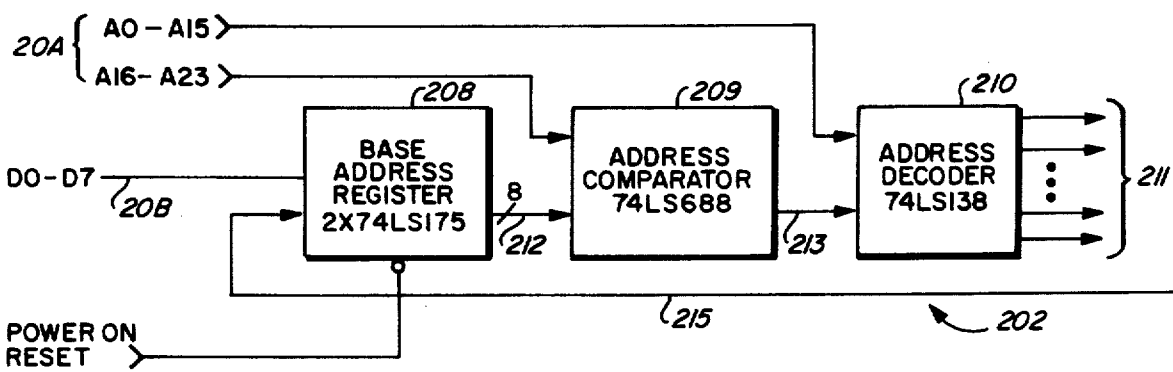 20A { A0-A15
A16-A23
208
209
210
BASE
ADDRESS
REGISTER
2X74LS175
ADDRESS
COMPARATOR
74LS688
ADDRESS
DECODER
74LS138
D0-D7
20B
8
212
213
211
215
202
POWER ON
RESET